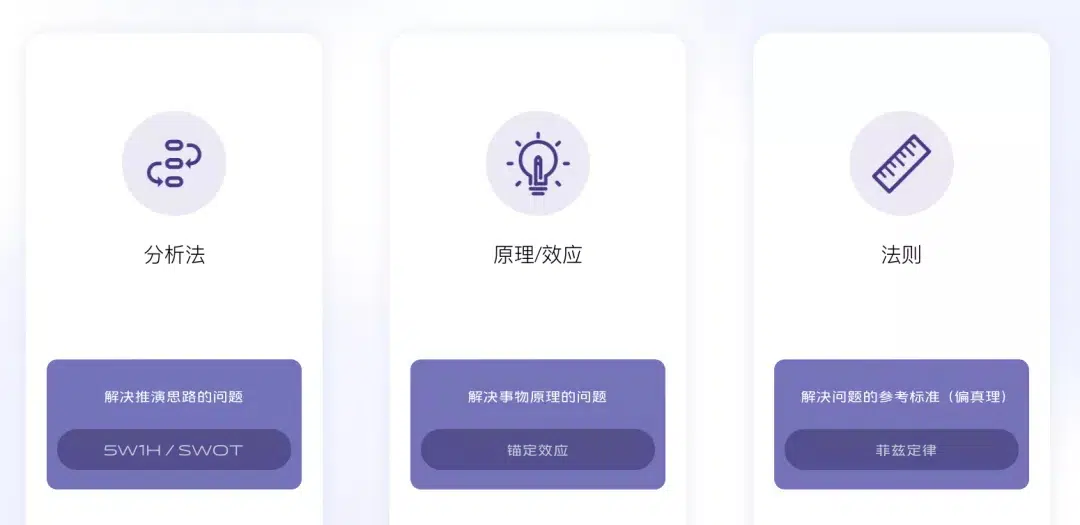 分析法
原理/效应
法则
解决推演思路的问题
解决事物原理的问题
解决问题的参考标准（偏真理）
5W1H / SWOT
锚定效应
菲兹定律